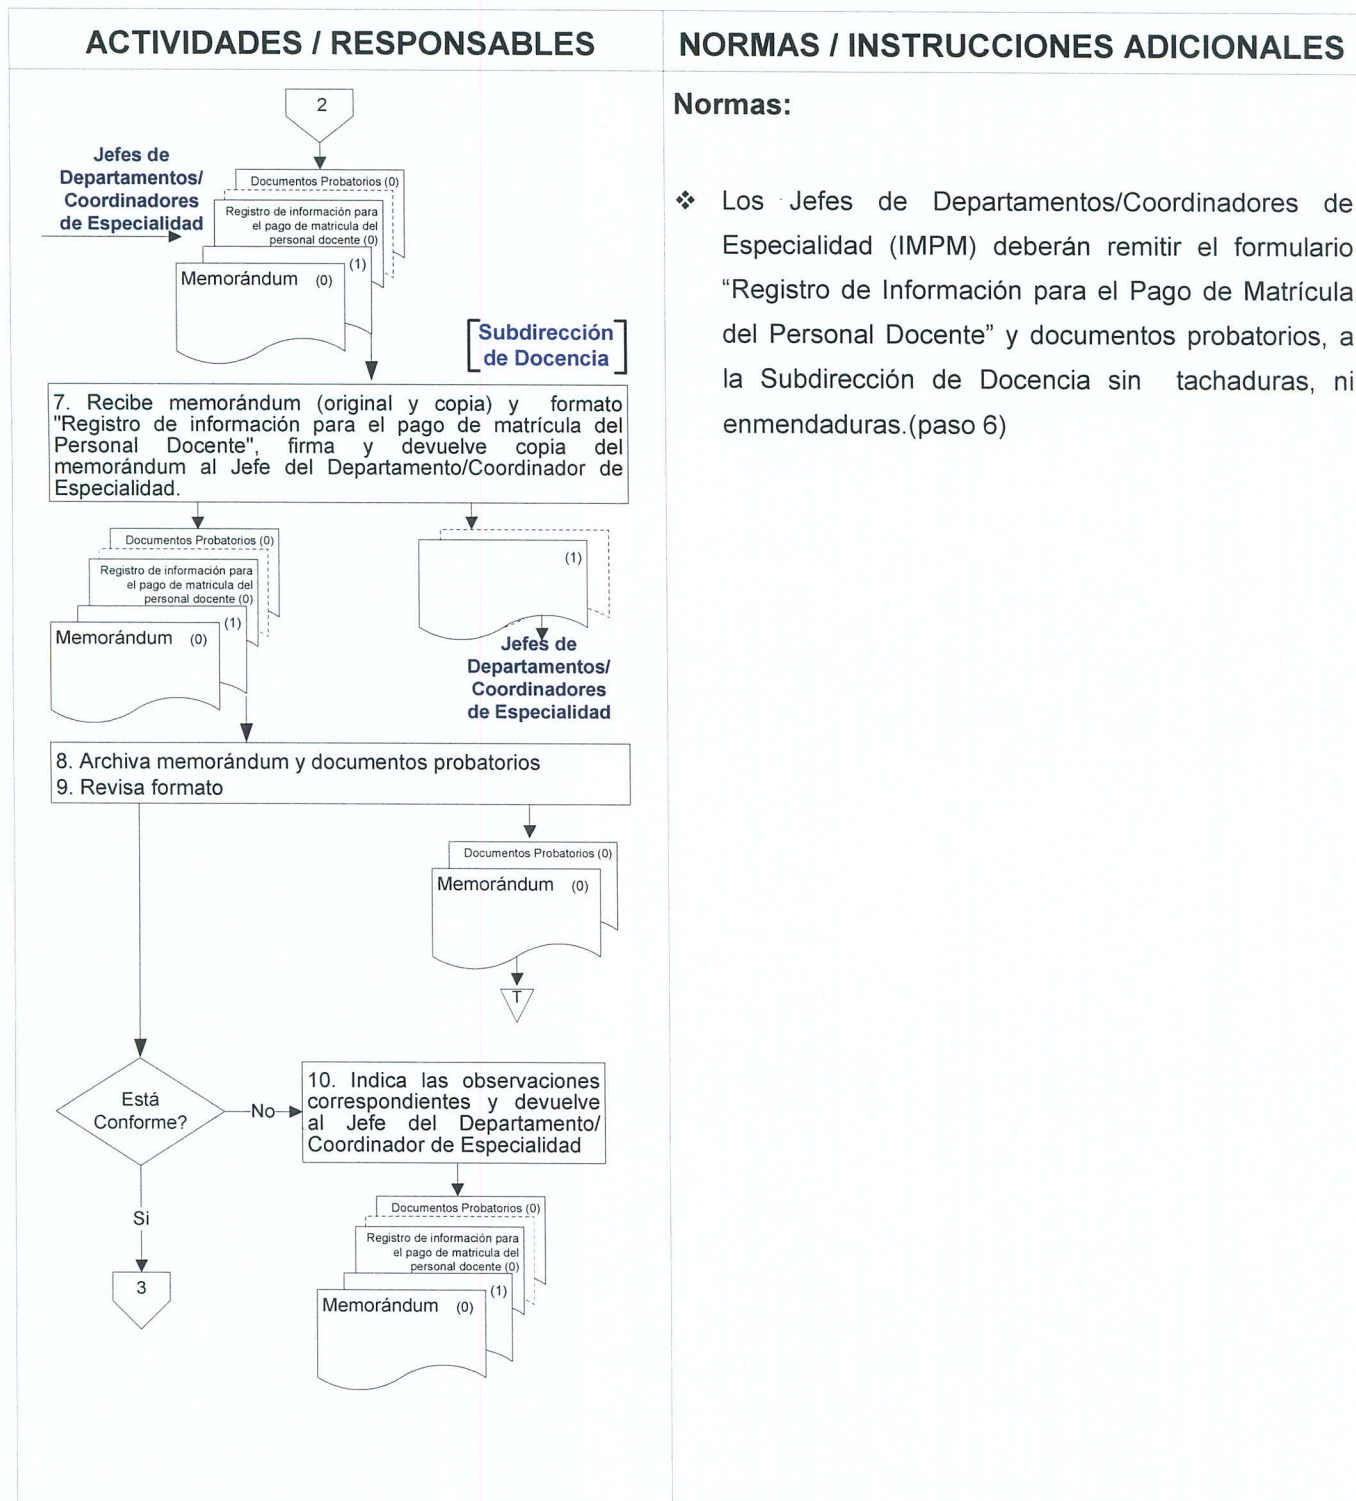 ACTIVIDADES / RESPONSABLES
NORMAS / INSTRUCCIONES ADICIONALES
2
Jefes de
Departamentos/
Coordinadores
de Especialidad
Documentos Probatorios (0)
Registro de información para
el pago de matricula del
personal docente (0)
(1)
Memorándum (0)
Subdirección
de Docencia
7. Recibe memorándum (original y copia) y formato
"Registro de información para el pago de matrícula del
Personal Docente", firma y devuelve copia del
memorándum al Jefe del Departamento/Coordinador de
Especialidad.
Documentos Probatorios (0)
Registro de información para
el pago de matricula del
personal docente (0)
(1)
Memorándum (0)
(1)
Jefes de
Departamentos/
Coordinadores
de Especialidad
8. Archiva memorándum y documentos probatorios
9. Revisa formato
Documentos Probatorios (0)
Memorándum (0)
T
Está
Conforme?
No
10. Indica las observaciones
correspondientes y devuelve
al Jefe del Departamento/
Coordinador de Especialidad
Si
3
Documentos Probatorios (0)
Registro de información para
el pago de matricula del
personal docente (0)
(1)
Memorándum (0)
Normas:
❖ Los Jefes de Departamentos/Coordinadores de
Especialidad (IMPM) deberán remitir el formulario
“Registro de Información para el Pago de Matrícula
del Personal Docente” y documentos probatorios, a
la Subdirección de Docencia sin tachaduras, ni
enmendaduras.(paso 6)